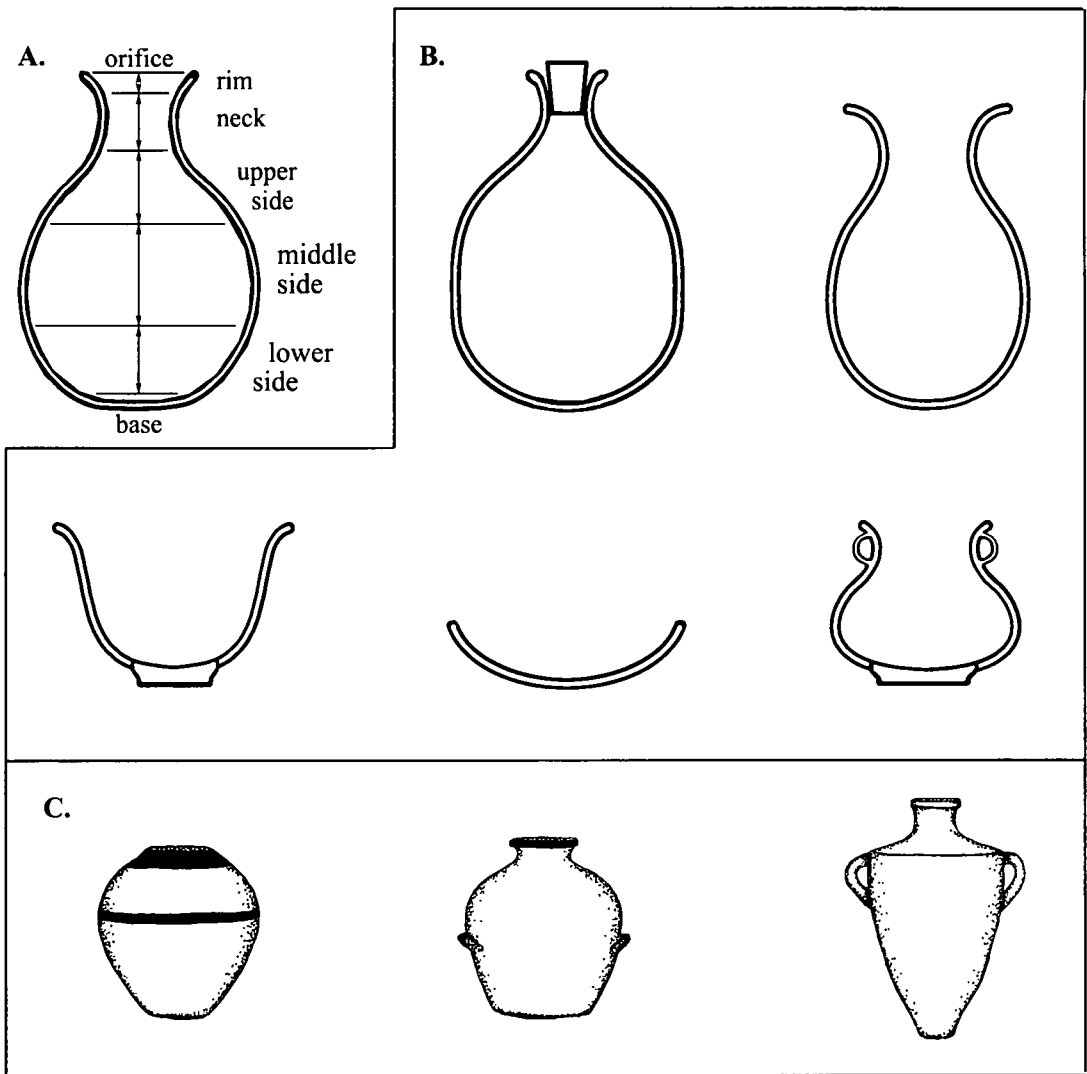 A.
orifice
rim
neck
upper
side
middle
side
lower
side
base
B.
C.